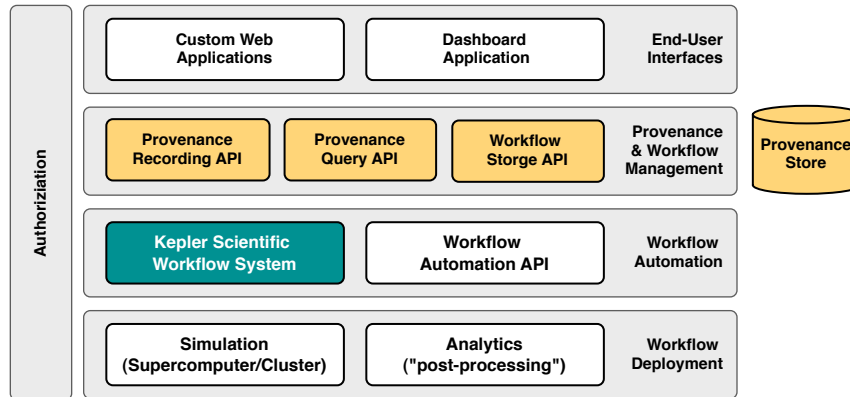 Authoriziation
Custom Web
Applications
Dashboard
Application
End-User
Interfaces
Provenance
Recording API
Provenance
Query API
Workflow
Storge API
Provenance
& Workflow
Management
Provenance
Store
Kepler Scientific
Workflow System
Workflow
Automation API
Workflow
Automation
Simulation
(Supercomputer/Cluster)
Analytics
("post-processing")
Workflow
Deployment